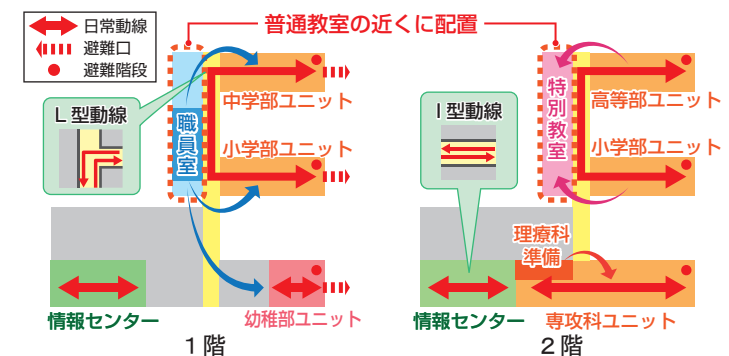 日常動線
避難口
避難階段
普通教室の近くに配置
L型動線
職員室
中学部ユニット
小学部ユニット
情報センター
幼稚部ユニット
1階
I型動線
特別教室
高等部ユニット
小学部ユニット
理療科
準備
情報センター
専攻科ユニット
2階